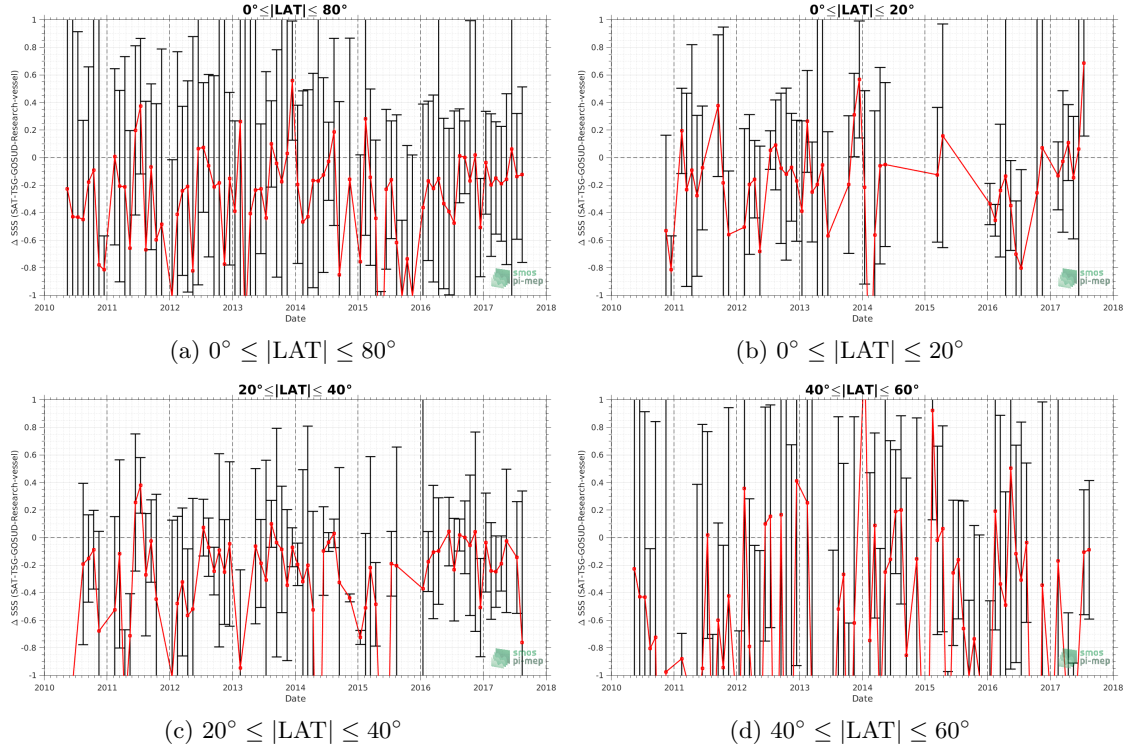 0°≤|LAT|≤ 80°
Δ SSS (SAT-TSG-GOSUD-Research-vessel)
1
0.8
0.6
0.4
0.2
0
-0.2
-0.4
-0.6
-0.8
-1
2010 2011 2012 2013 2014 2015 2016 2017 2018
Date
smos
pi-mep
(a) 0° ≤ |LAT| ≤ 80°
0°≤|LAT|≤ 20°
Δ SSS (SAT-TSG-GOSUD-Research-vessel)
1
0.8
0.6
0.4
0.2
0
-0.2
-0.4
-0.6
-0.8
-1
2010 2011 2012 2013 2014 2015 2016 2017 2018
Date
smos
pi-mep
(b) 0° ≤ |LAT| ≤ 20°
20°≤|LAT|≤ 40°
Δ SSS (SAT-TSG-GOSUD-Research-vessel)
1
0.8
0.6
0.4
0.2
0
-0.2
-0.4
-0.6
-0.8
-1
2010 2011 2012 2013 2014 2015 2016 2017 2018
Date
smos
pi-mep
(c) 20° ≤ |LAT| ≤ 40°
40°≤|LAT|≤ 60°
Δ SSS (SAT-TSG-GOSUD-Research-vessel)
1
0.8
0.6
0.4
0.2
0
-0.2
-0.4
-0.6
-0.8
-1
2010 2011 2012 2013 2014 2015 2016 2017 2018
Date
smos
pi-mep
(d) 40° ≤ |LAT| ≤ 60°